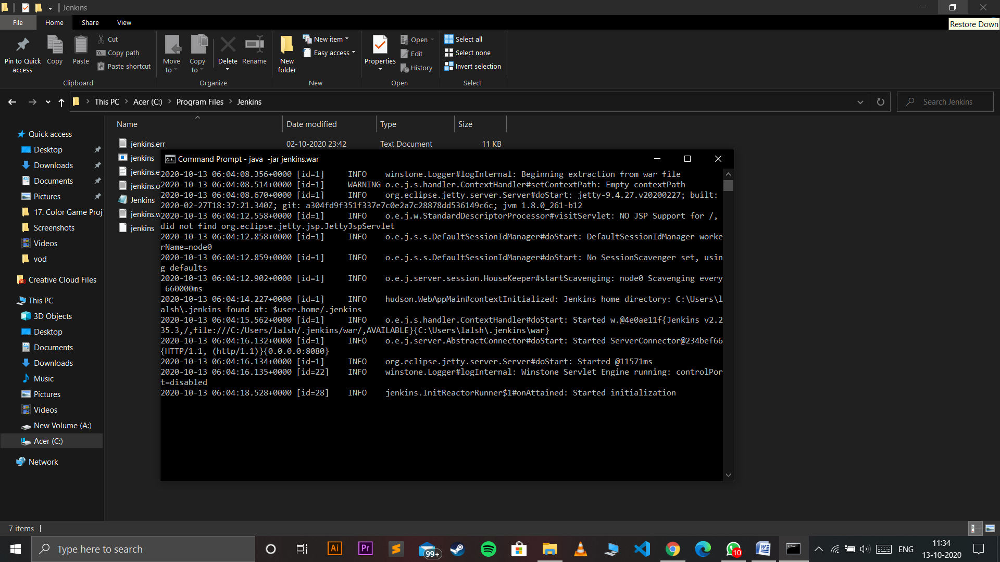 Jenkins
File Home Share View
Restore Down
Pin to Quick access
Copy
Paste
Cut
Copy path
Paste shortcut
Clipboard
Move to
Copy to
Delete
Rename
Organize
New folder
New item
Easy access
New
Properties
Open
Edit
History
Open
Select all
Select none
Invert selection
Select
This PC > Acer (C:) > Program Files > Jenkins
Search Jenkins
Name Date modified Type Size
Quick access
Desktop
Downloads
Documents
Pictures
17. Color Game Proj
Screenshots
Videos
vod
Creative Cloud Files
This PC
3D Objects
Desktop
Documents
Downloads
Music
Pictures
Videos
New Volume (A:)
Acer (C:)
Network
jenkins.err 02-10-2020 23:42 Text Document 11 KB
jenkins
jenkins.e
jenkins.o
Jenkins
jenkins.w
jenkins
Command Prompt - java -jar jenkins.war
2020-10-13 06:04:08.356+0000 [id=1] INFO winstone.Logger#logInternal: Beginning extraction from war file
2020-10-13 06:04:08.514+0000 [id=1] WARNING o.e.j.s.handler.ContextHandler#setContextPath: Empty contextPath
2020-10-13 06:04:08.670+0000 [id=1] INFO org.eclipse.jetty.server.Server#doStart: jetty-9.4.27.v20200227; built:
2020-02-27T18:37:21.340Z; git: a304fd9f351f337e7c0e2a7c28878dd536149c6c; jvm 1.8.0_261-b12
2020-10-13 06:04:12.558+0000 [id=1] INFO o.e.j.w.StandardDescriptorProcessor#visitServlet: NO JSP Support for /,
did not find org.eclipse.jetty.jsp.JettyJspServlet
2020-10-13 06:04:12.858+0000 [id=1] INFO o.e.j.s.s.DefaultSessionIdManager#doStart: DefaultSessionIdManager worke
rName=node0
2020-10-13 06:04:12.859+0000 [id=1] INFO o.e.j.s.s.DefaultSessionIdManager#doStart: No SessionScavenger set, usin
g defaults
2020-10-13 06:04:12.902+0000 [id=1] INFO o.e.j.server.session.HouseKeeper#startScavenging: node0 Scavenging every
660000ms
2020-10-13 06:04:14.227+0000 [id=1] INFO hudson.WebAppMain#contextInitialized: Jenkins home directory: C:\Users\l
alsh\.jenkins found at: $user.home/.jenkins
2020-10-13 06:04:15.562+0000 [id=1] INFO o.e.j.s.handler.ContextHandler#doStart: Started w.@4e0ae11f{Jenkins v2.2
35.3,/,file:///C:/Users/lalsh/.jenkins/war/,AVAILABLE}{C:\Users\lalsh\.jenkins\war}
2020-10-13 06:04:16.132+0000 [id=1] INFO o.e.j.server.AbstractConnector#doStart: Started ServerConnector@234bef66
{HTTP/1.1, (http/1.1)}{0.0.0.0:8080}
2020-10-13 06:04:16.134+0000 [id=1] INFO org.eclipse.jetty.server.Server#doStart: Started @11571ms
2020-10-13 06:04:16.135+0000 [id=22] INFO winstone.Logger#logInternal: Winstone Servlet Engine running: controlPor
t=disabled
2020-10-13 06:04:18.528+0000 [id=28] INFO jenkins.InitReactorRunner$1#onAttained: Started initialization
7 items
Type here to search
Ai
Pr
99+
10
ENG
11:34
13-10-2020